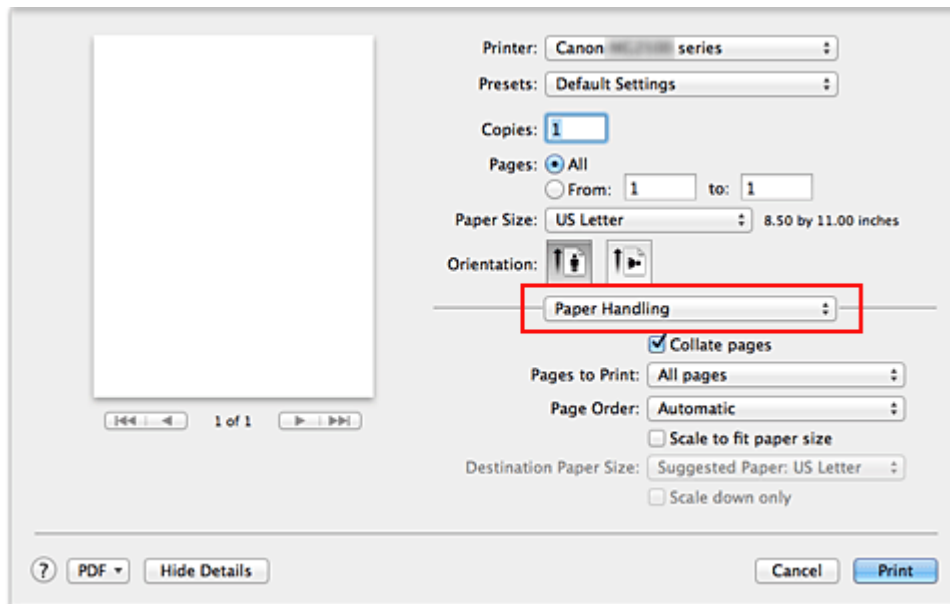 Printer: Canon series
Presets: Default Settings
Copies: 1
Pages: All
From: 1 to: 1
Paper Size: US Letter 8.50 by 11.00 inches
Orientation:
Paper Handling
Collate pages
Pages to Print: All pages
Page Order: Automatic
Scale to fit paper size
Destination Paper Size: Suggested Paper: US Letter
Scale down only
1 of 1
? PDF Hide Details Cancel Print